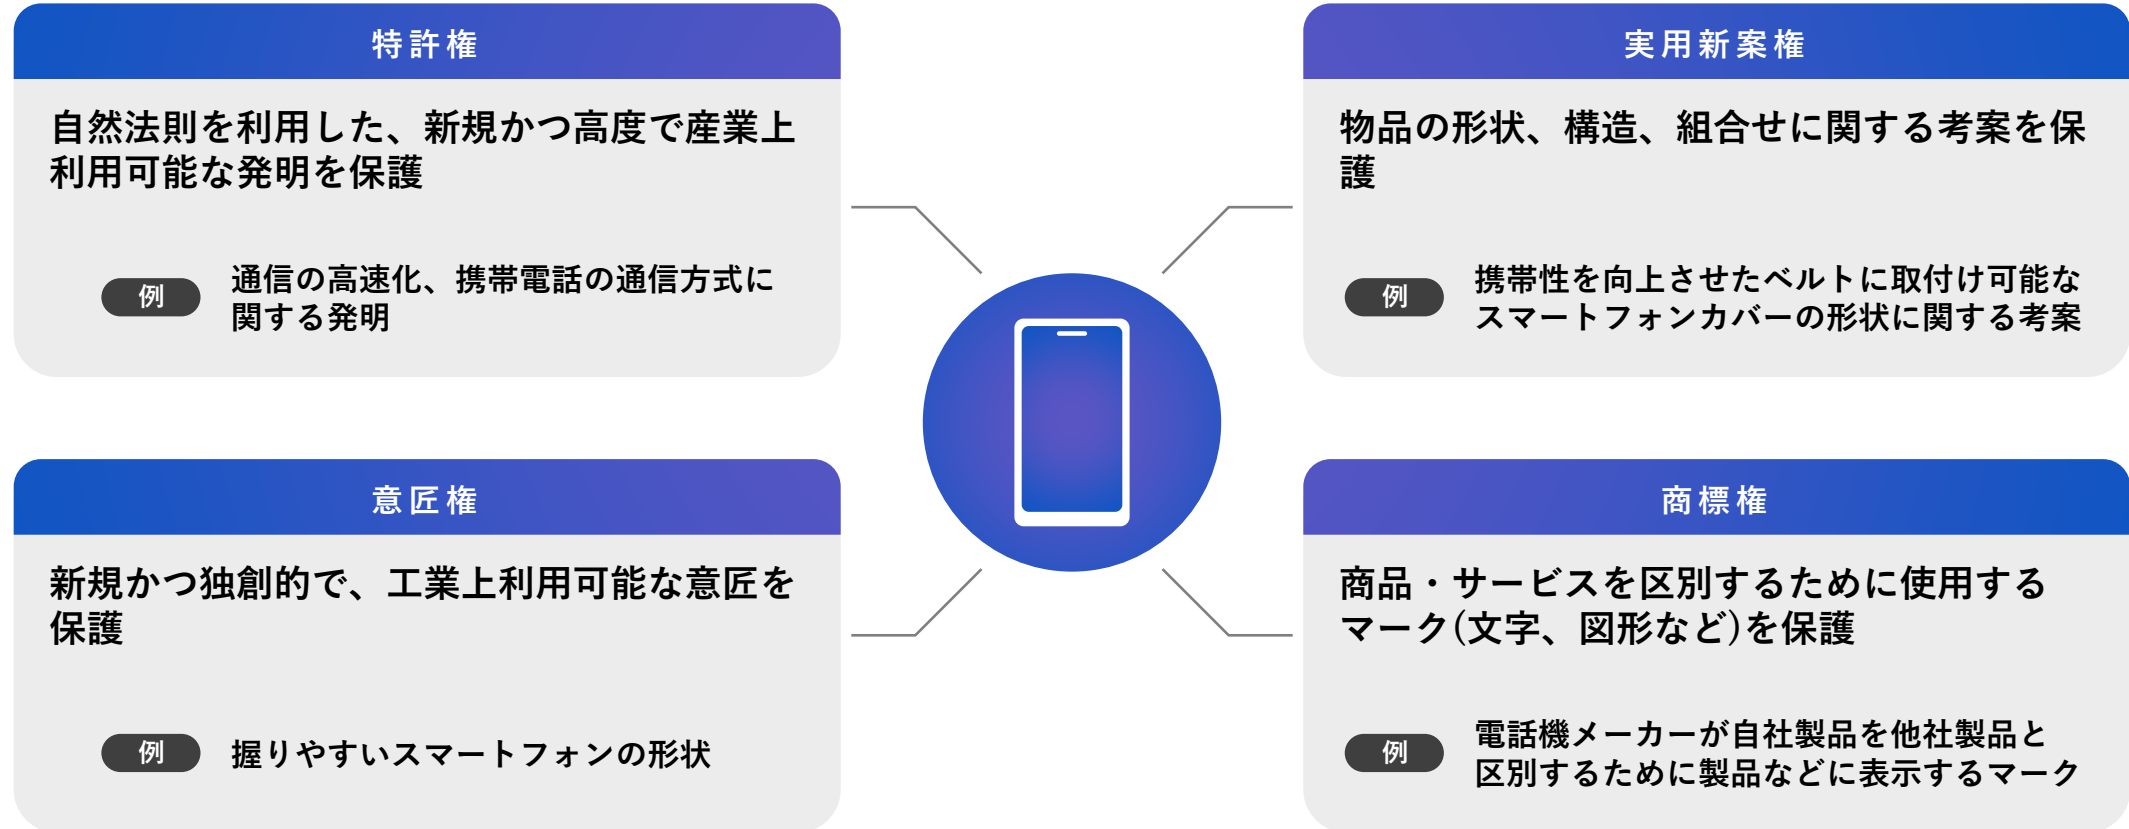 特許権
自然法則を利用した、新規かつ高度で産業上
利用可能な発明を保護
例
通信の高速化、携帯電話の通信方式に
関する発明
実用新案権
物品の形状、構造、組合せに関する考案を保
護
例
携帯性を向上させたベルトに取付け可能な
スマートフォンカバーの形状に関する考案
意匠権
新規かつ独創的で、工業上利用可能な意匠を
保護
例
握りやすいスマートフォンの形状
商標権
商品・サービスを区別するために使用する
マーク(文字、図形など)を保護
例
電話機メーカーが自社製品を他社製品と
区別するために製品などに表示するマーク